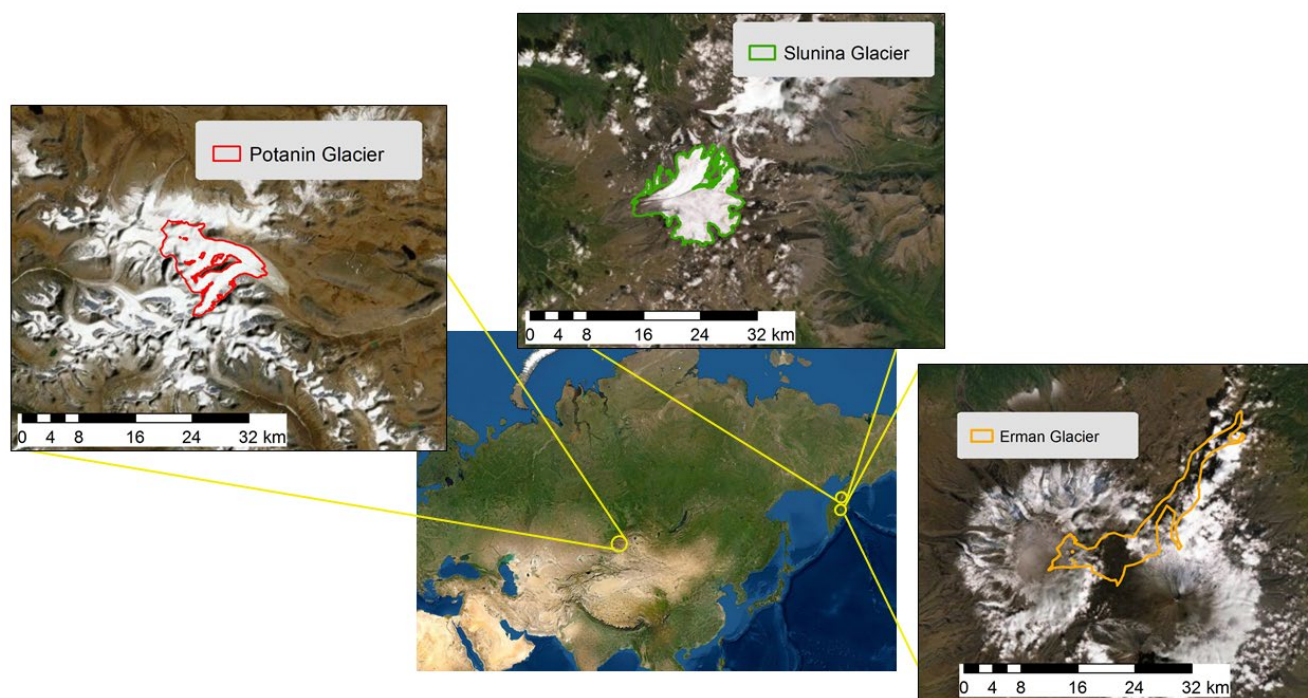 Slunina Glacier
0 4 8 16 24 32 km
Potanin Glacier
0 4 8 16 24 32 km
Erman Glacier
0 4 8 16 24 32 km